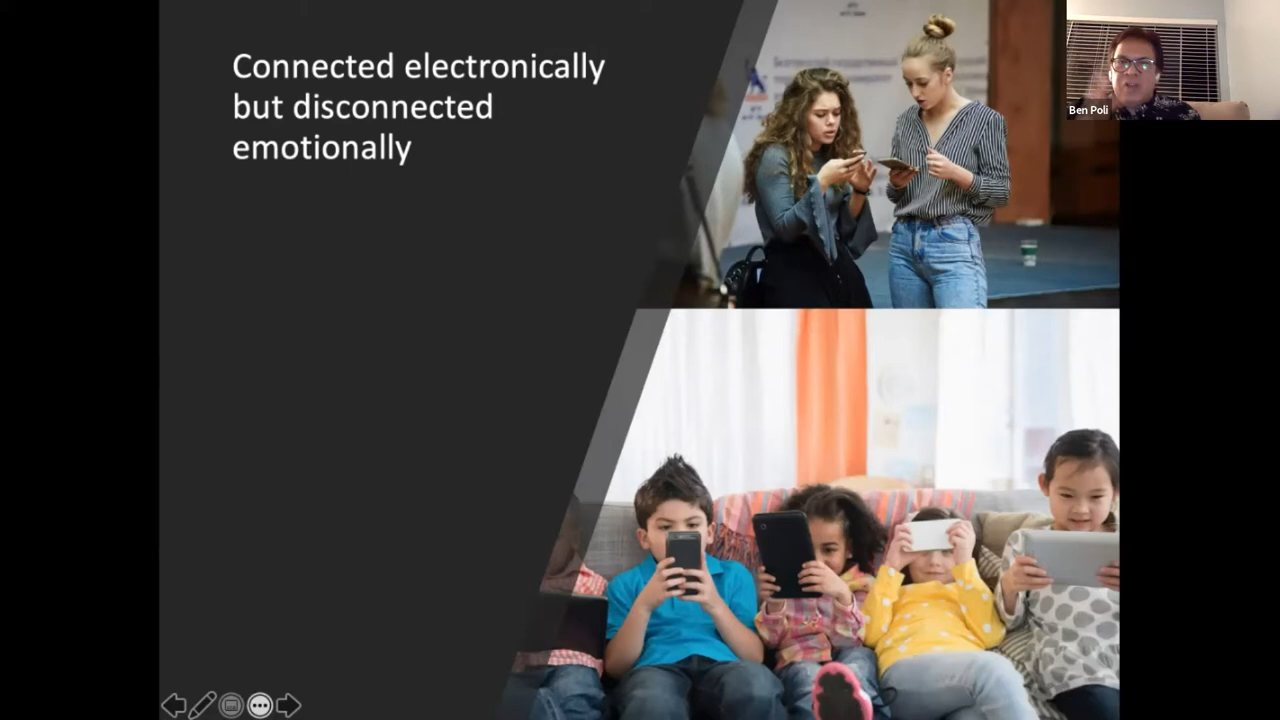 Connected electronically
but disconnected
emotionally
Ben Poli